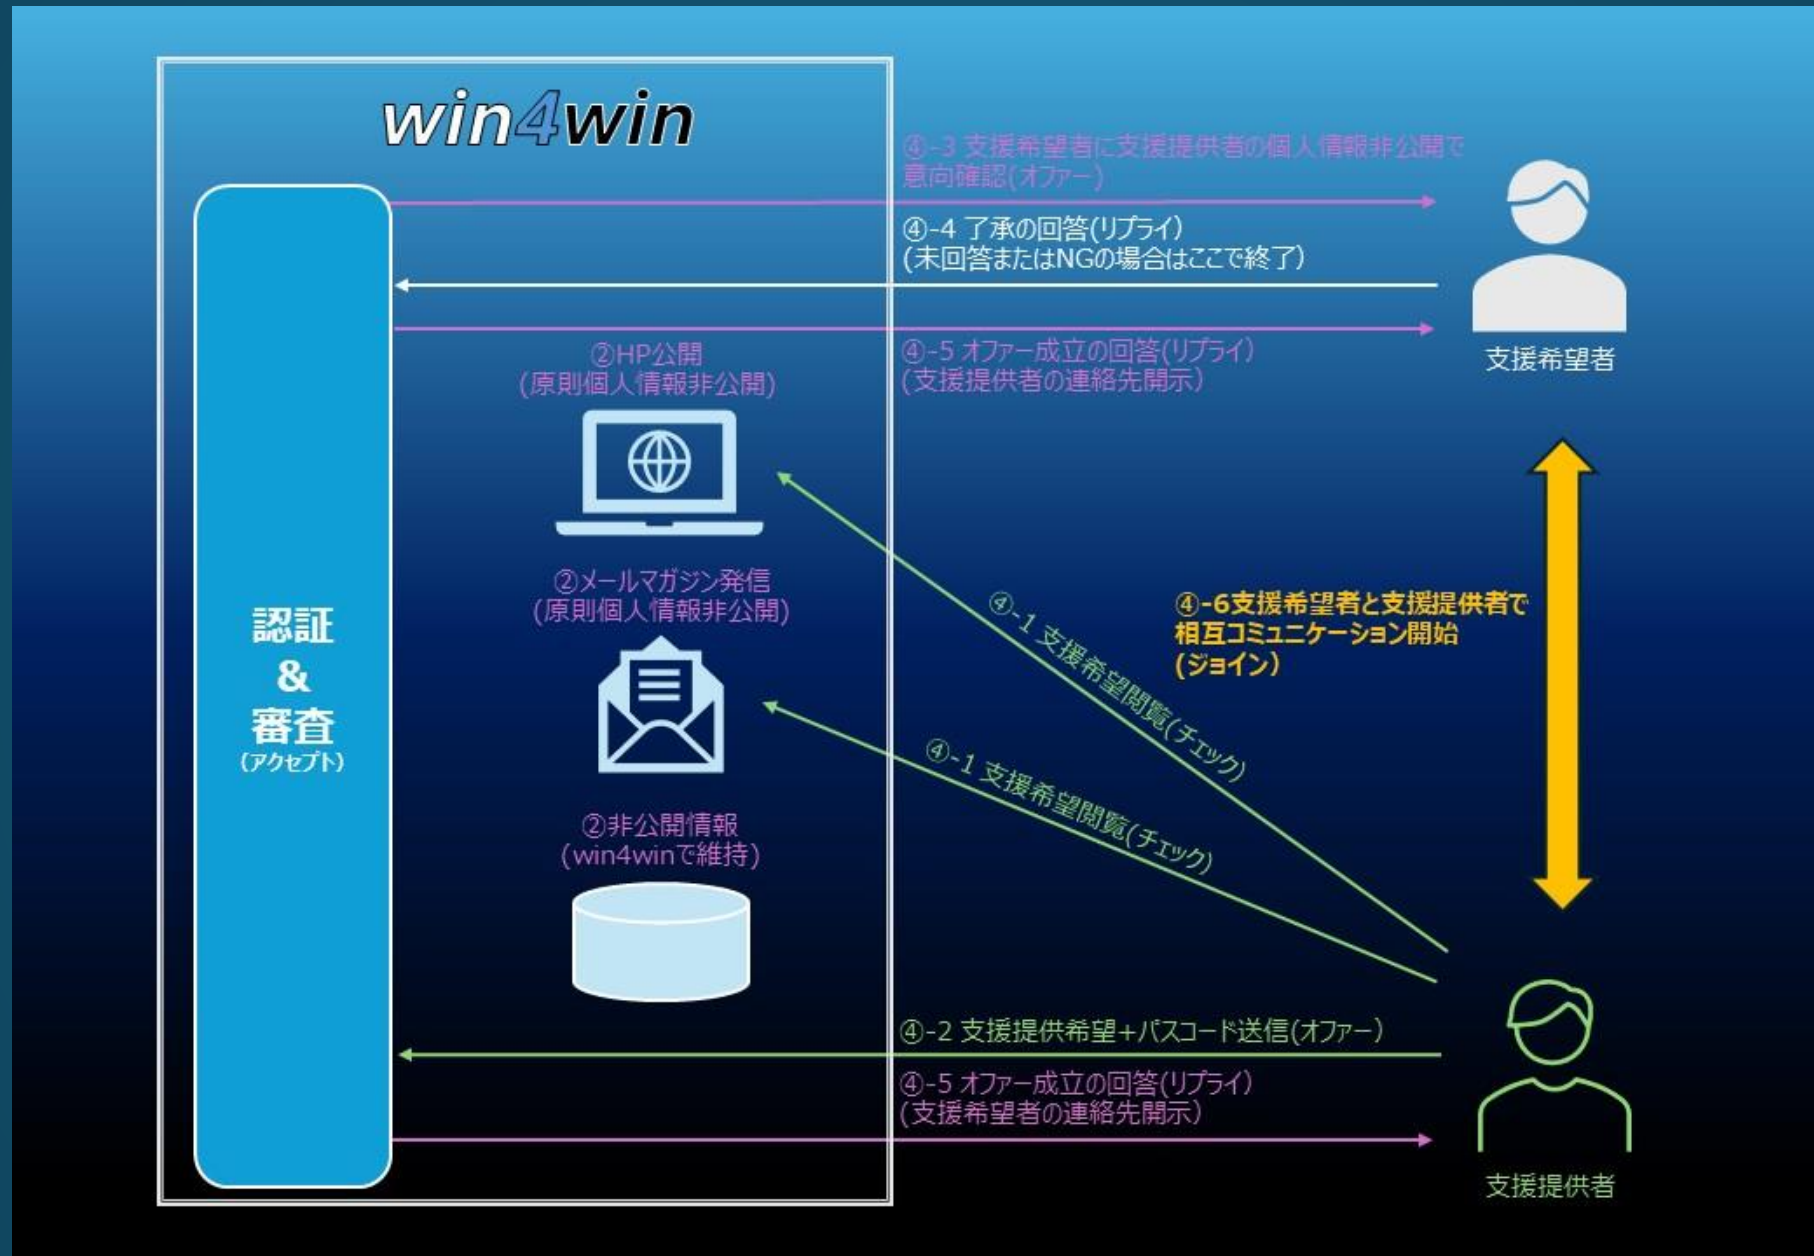 win4win
④-3 支援希望者に支援提供者の個人情報非公開で
意向確認(オファー)
④-4 了承の回答(リプライ)
(未回答またはNGの場合はここで終了)
④-5 オファー成立の回答(リプライ)
(支援提供者の連絡先開示)
支援希望者
②HP公開
(原則個人情報非公開)
②メールマガジン発信
(原則個人情報非公開)
認証
&
審査
(アクセプト)
②非公開情報
(win4winで維持)
④-1 支援希望閲覧(チェック)
④-1 支援希望閲覧(チェック)
④-6支援希望者と支援提供者で
相互コミュニケーション開始
(ジョイン)
④-2 支援提供希望+パスコード送信(オファー)
④-5 オファー成立の回答(リプライ)
(支援希望者の連絡先開示)
支援提供者